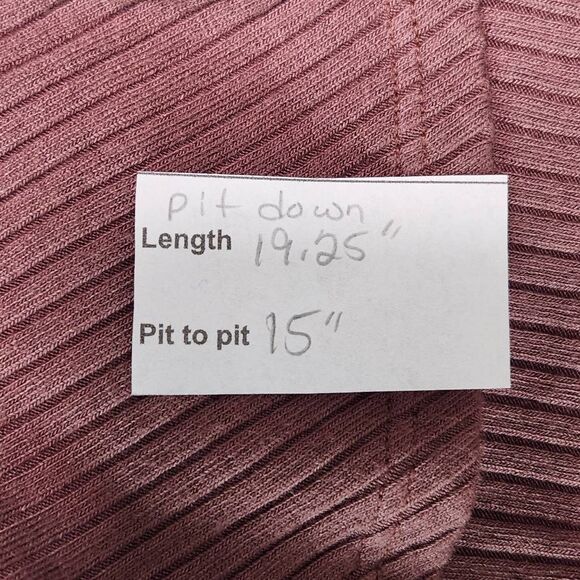 pit down
Length 19.25"
Pit to pit 15"